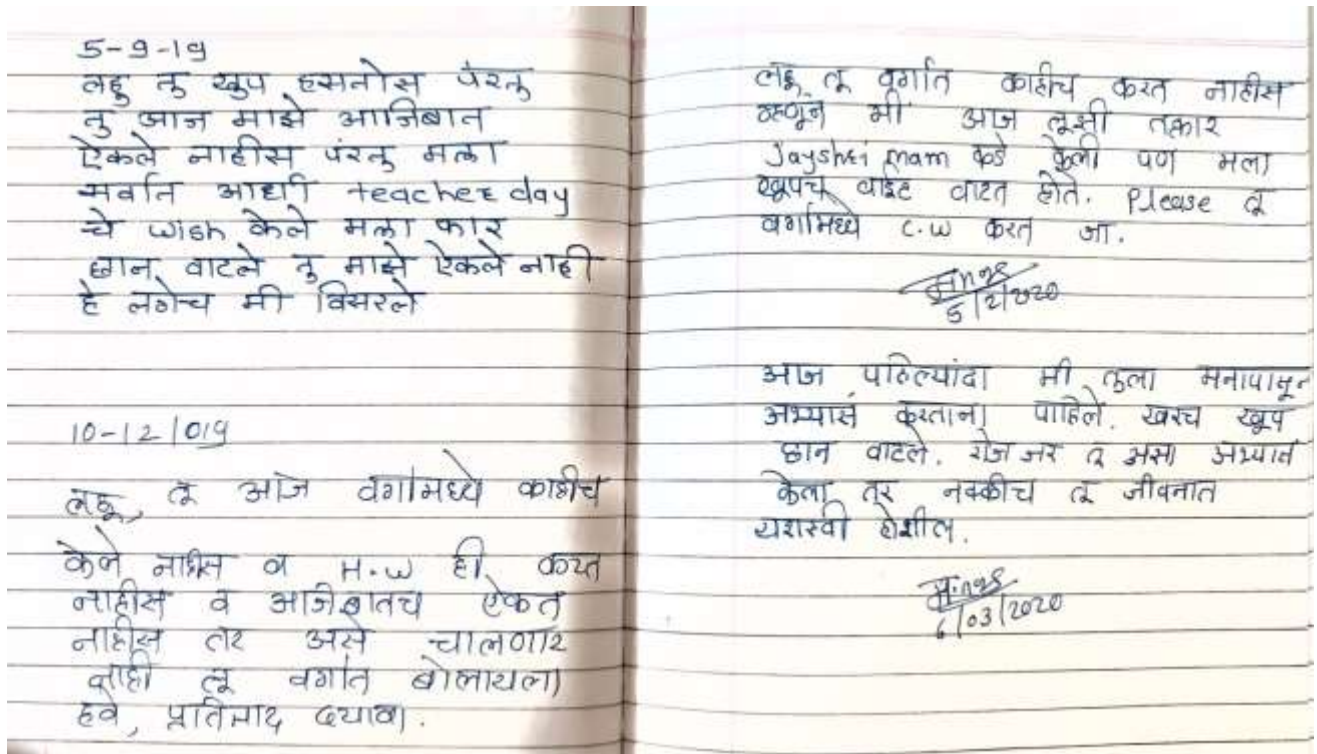 5-9-19
लहू तु खुप हसतोस पंरतु
तु आज माझे आजिबात
ऐकले नाहीस पंरतु मला
सर्वात आधी teacher day
चे wish केले मला फार
छान वाटले तु माझे ऐकले नाही
हे लगेच मी विसरले
10-12/019
लहू, तू आज वर्गामध्ये काहीच
केले नाहीस व H.W ही करत
नाहीस व आजिबातच ऐकत
नाहीस तर असे चालणार
नाही तू वर्गात बोलायला
हवे, प्रतिसाद द्यावा.
लहू तू वर्गात काहीच करत नाहीस
म्हणून मी आज तूझी तक्रार
Jayshri mam कडे केली पण मला
खूपच वाईट वाटत होते. Please तू
वर्गामध्ये C.W करत जा.
5/2/2020
आज पहिल्यांदा मी तुला मनापासून
अभ्यास करताना पाहिले. खरच खूप
छान वाटले. रोज जर तू असा अभ्यास
केला तर नक्कीच तू जीवनात
यशस्वी होशील.
6/03/2020